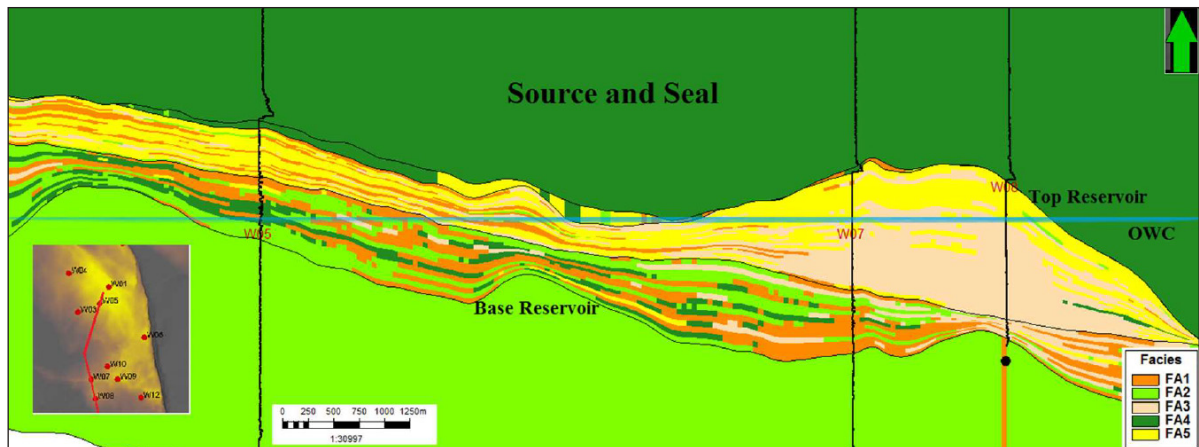 Source and Seal
W08
Top Reservoir
W05
W07
OWC
W04
W01
W05
W03
W06
W10
W07
W09
W08
W12
Base Reservoir
0 250 500 750 1000 1250m
1:30997
Facies
FA1
FA2
FA3
FA4
FA5